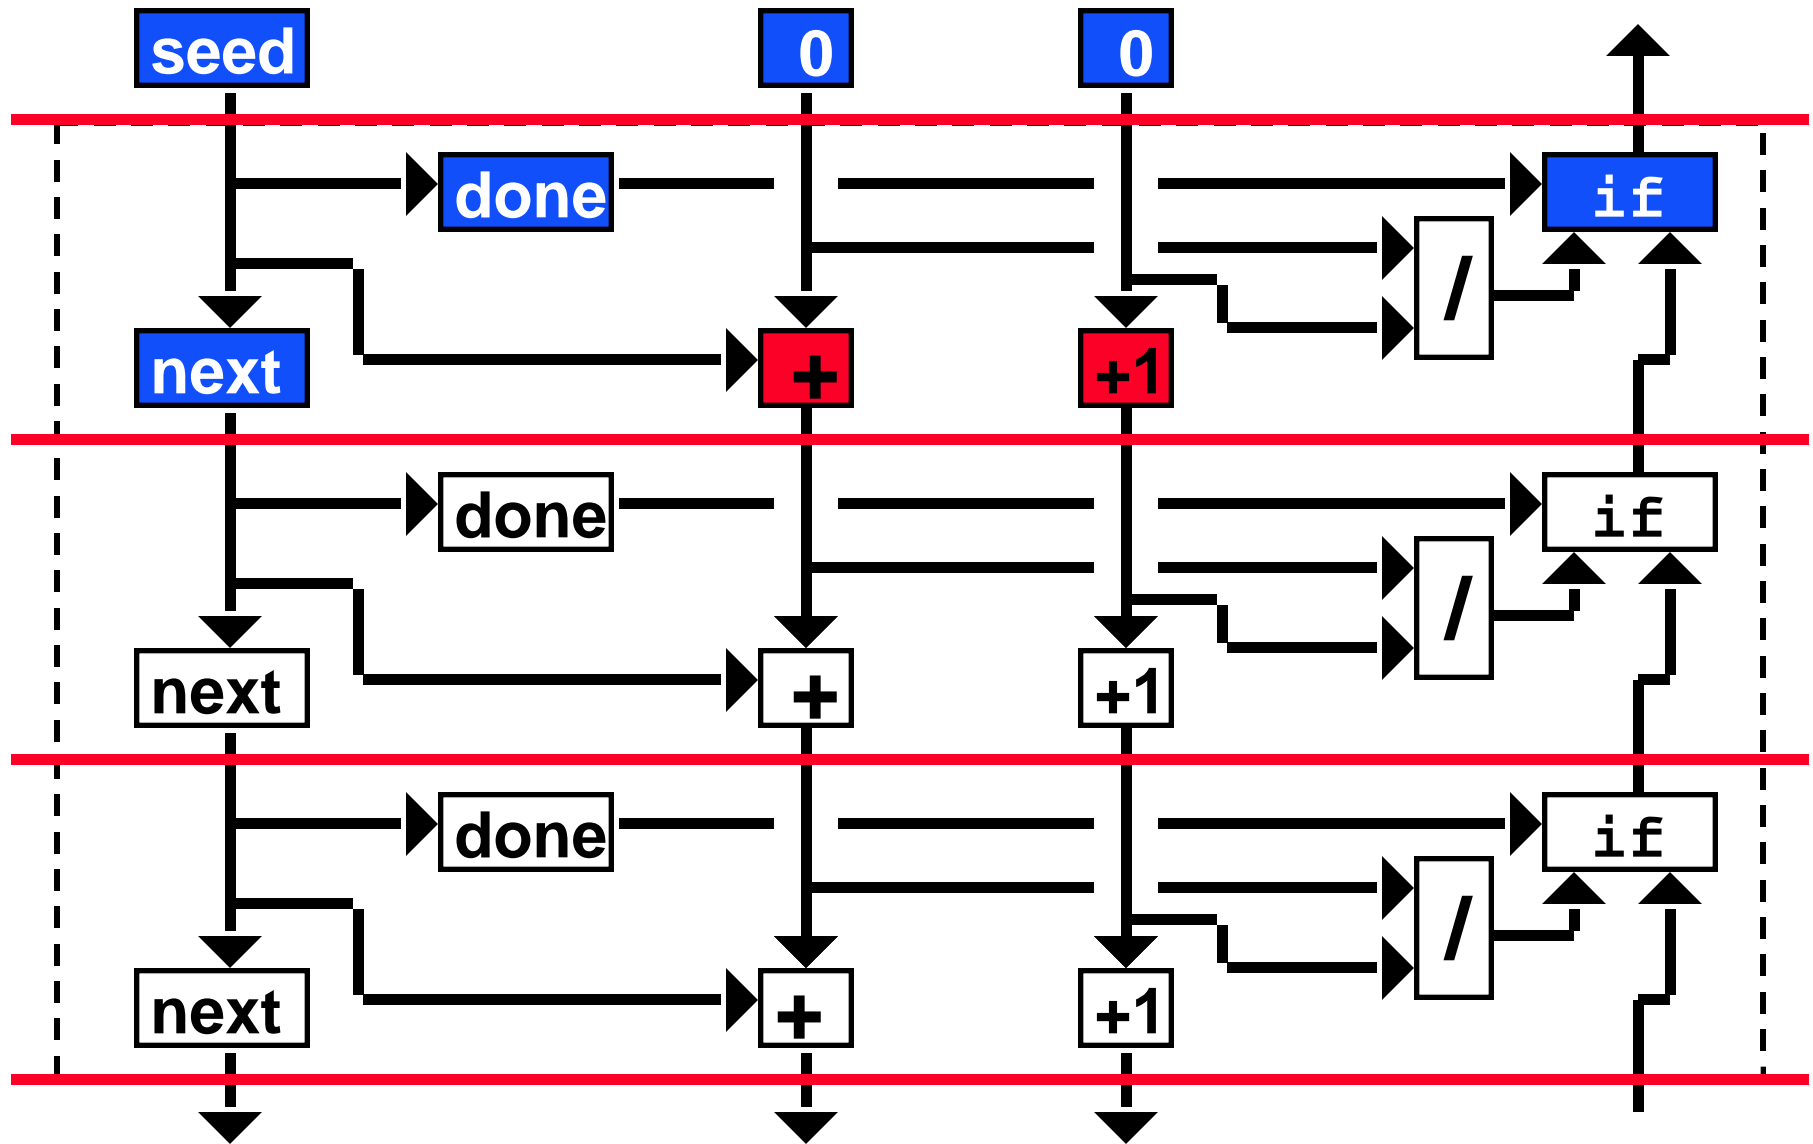 seed 0 0
done if
/
next + +1
done if
/
next + +1
done if
/
next + +1